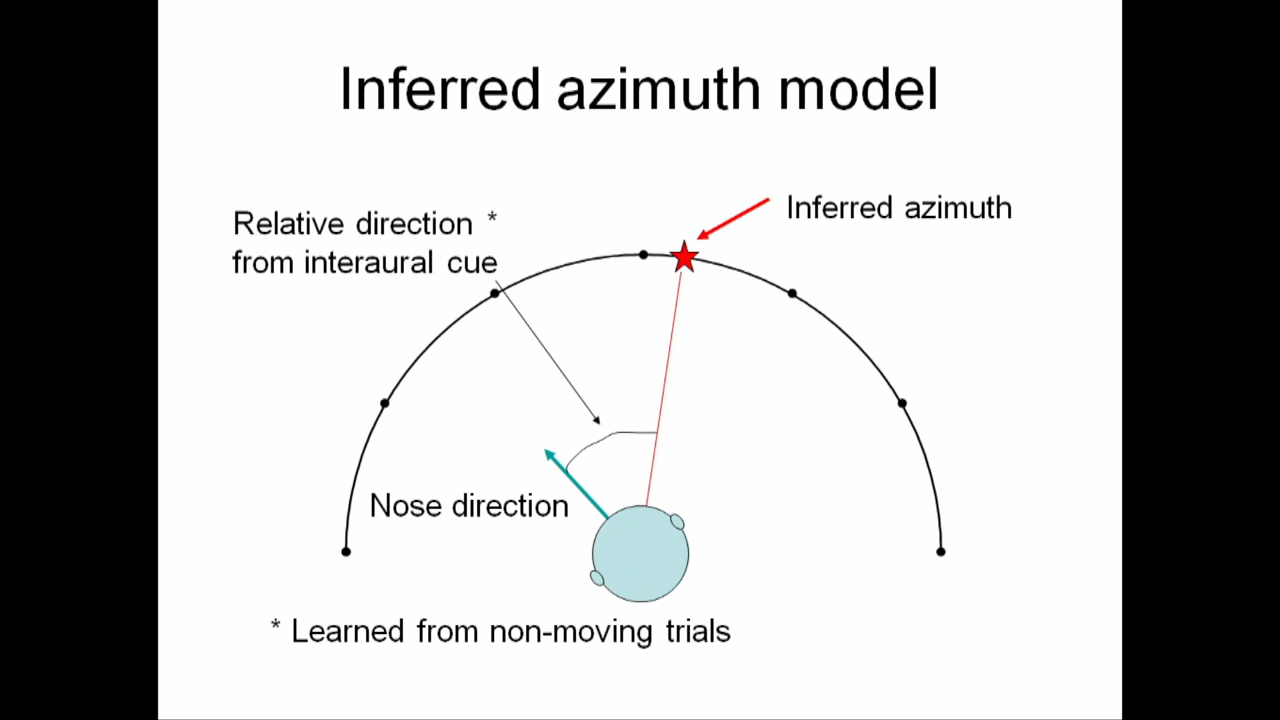 Inferred azimuth model
Relative direction *
from interaural cue
Inferred azimuth
Nose direction
* Learned from non-moving trials